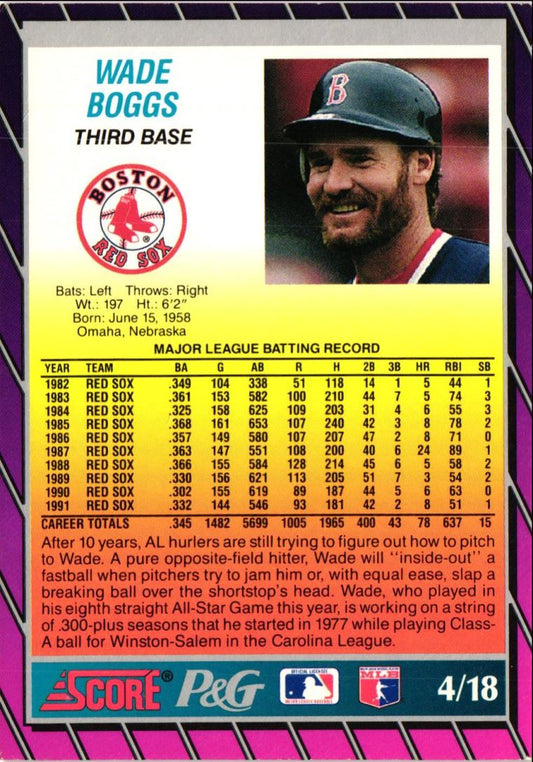 WADE
BOGGS
THIRD BASE
B
BOSTON
RED SOX
®
Bats: Left Throws: Right
Wt.: 197 Ht.: 6'2"
Born: June 15, 1958
Omaha, Nebraska
MAJOR LEAGUE BATTING RECORD
YEAR TEAM BA G AB R H 2B 3B HR RBI SB
1982 RED SOX .349 104 338 51 118 14 1 5 44 1
1983 RED SOX .361 153 582 100 210 44 7 5 74 3
1984 RED SOX .325 158 625 109 203 31 4 6 55 3
1985 RED SOX .368 161 653 107 240 42 3 8 78 2
1986 RED SOX .357 149 580 107 207 47 2 8 71 0
1987 RED SOX .363 147 551 108 200 40 6 24 89 1
1988 RED SOX .366 155 584 128 214 45 6 5 58 2
1989 RED SOX .330 156 621 113 205 51 7 3 54 2
1990 RED SOX .302 155 619 89 187 44 5 6 63 0
1991 RED SOX .332 144 546 93 181 42 2 8 51 1
CAREER TOTALS .345 1482 5699 1005 1965 400 43 78 637 15
After 10 years, AL hurlers are still trying to figure out how to pitch
to Wade. A pure opposite-field hitter, Wade will "inside-out" a
fastball when pitchers try to jam him or, with equal ease, slap a
breaking ball over the shortstop's head. Wade, who played in
his eighth straight All-Star Game this year, is working on a string
of .300-plus seasons that he started in 1977 while playing Class-
A ball for Winston-Salem in the Carolina League.
SCORE® P&G MLB 4/18